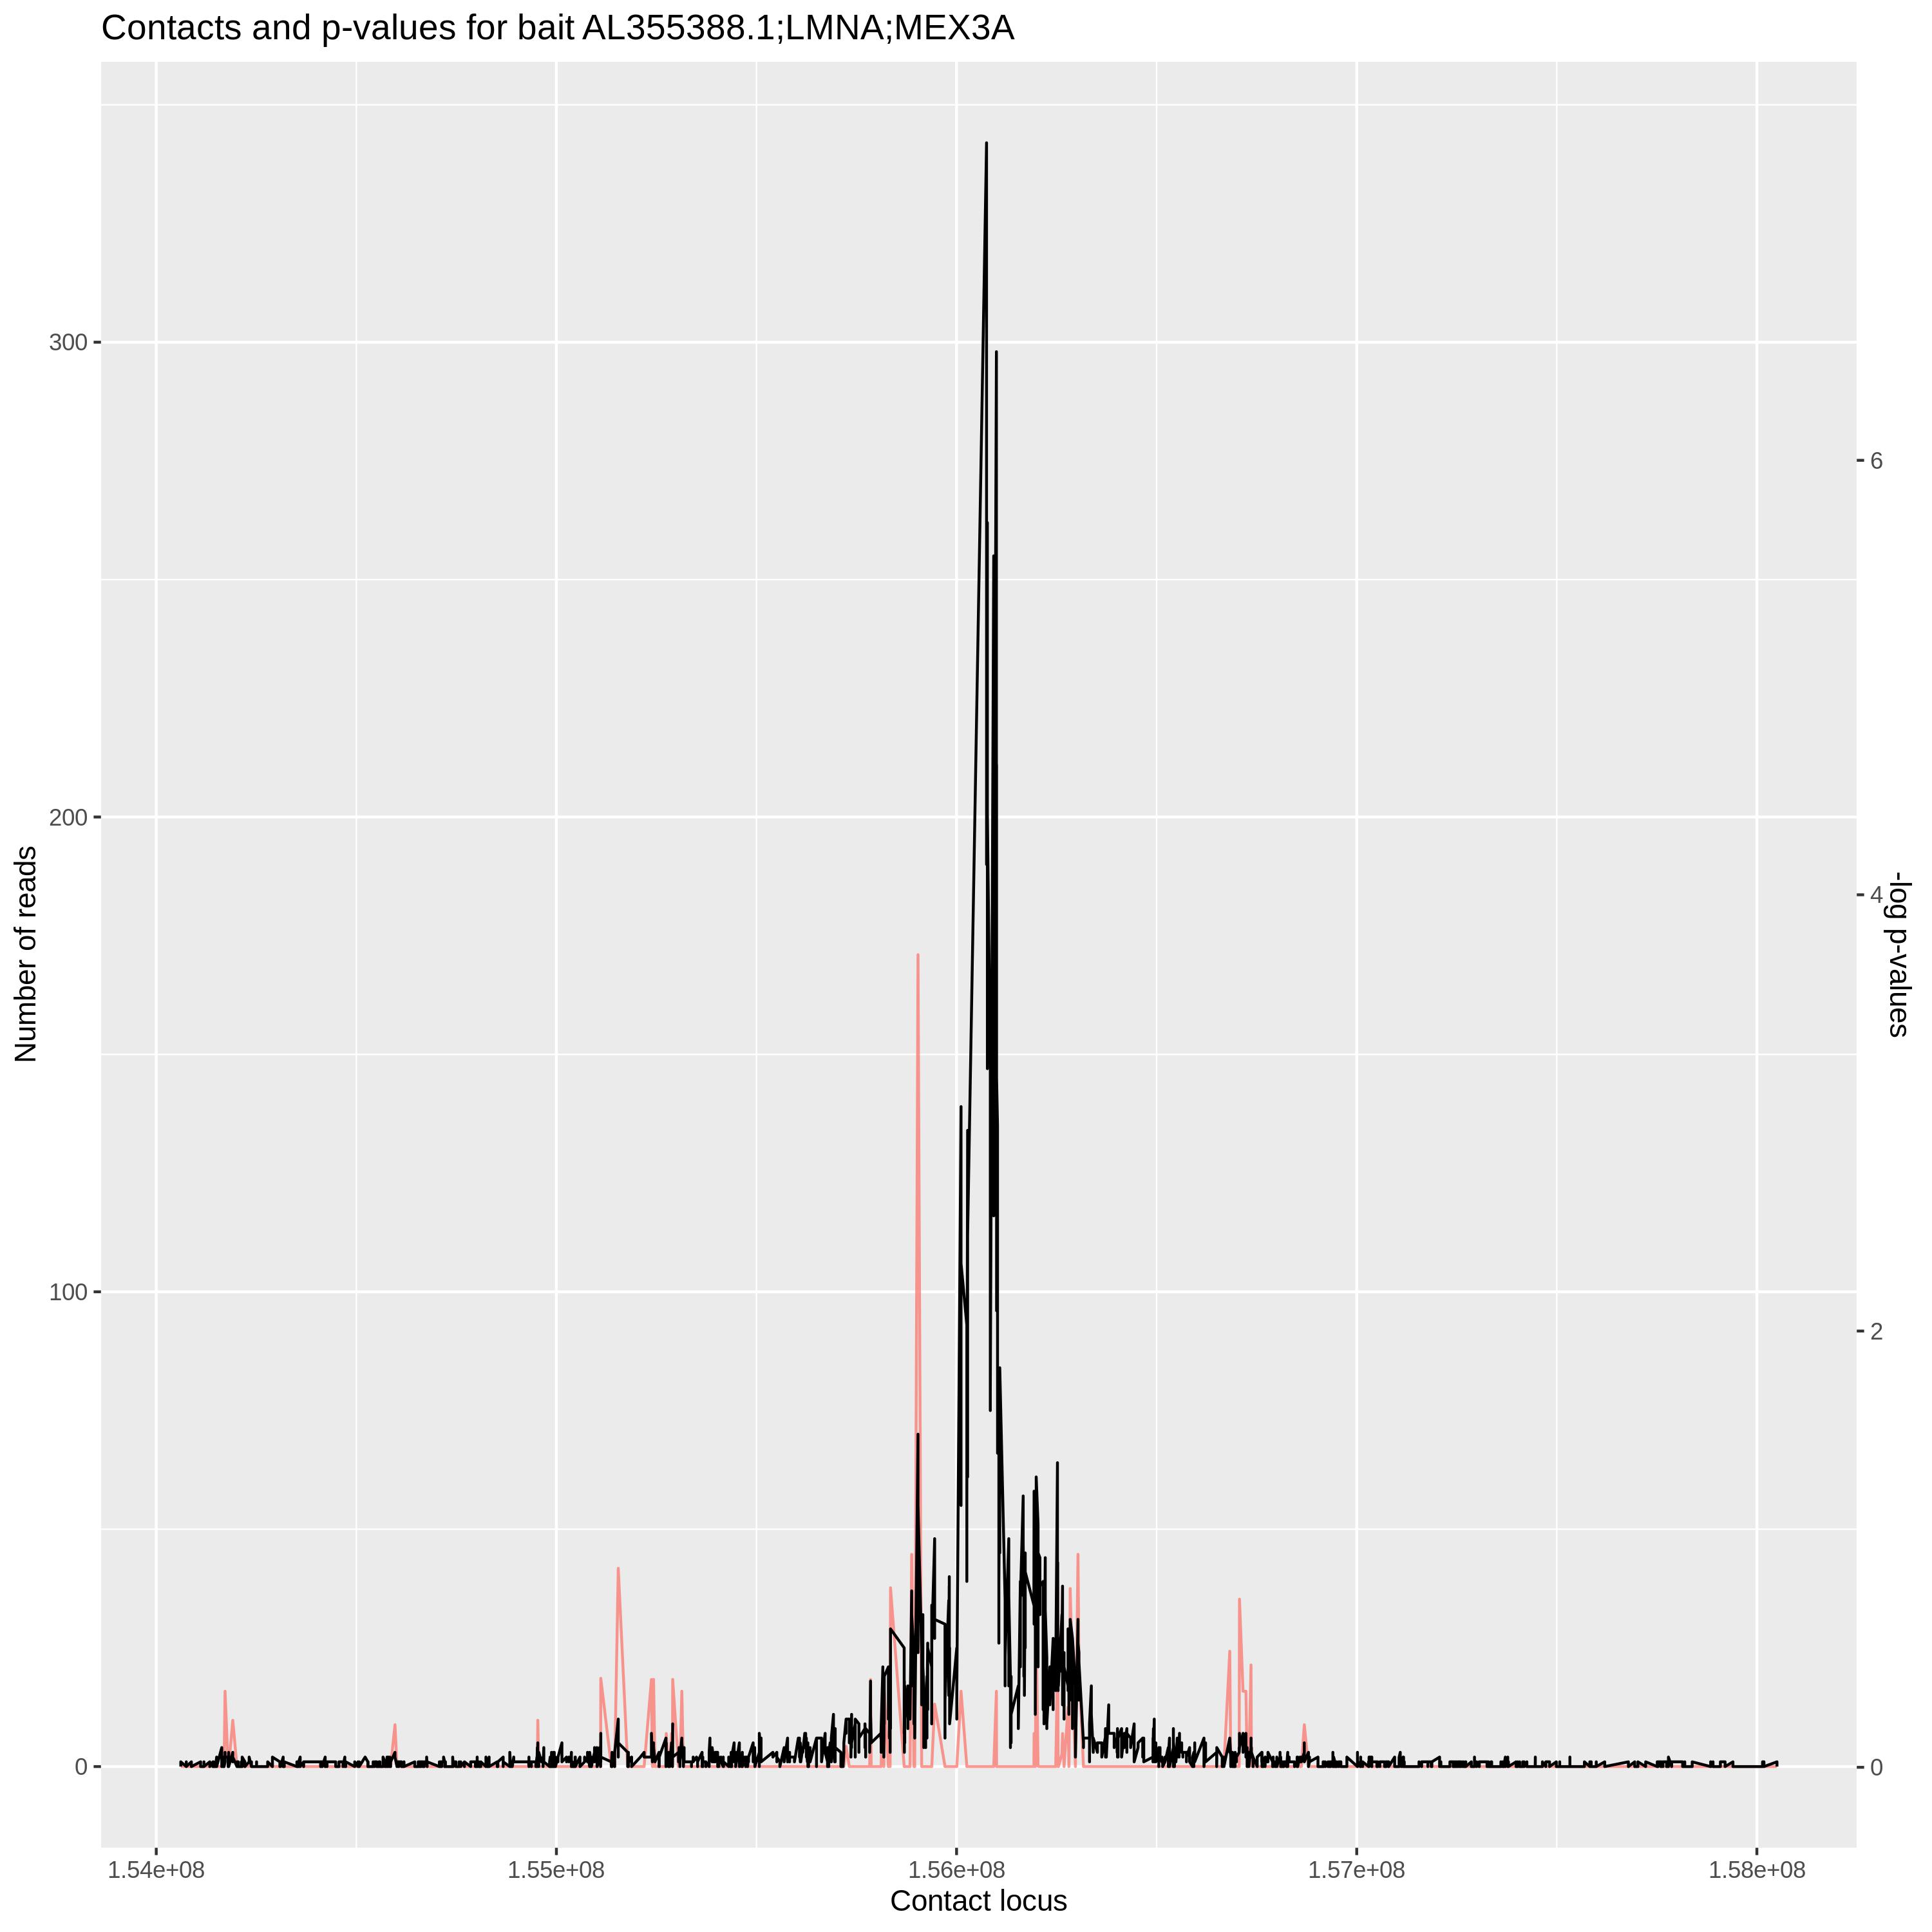 Contacts and p-values for bait AL355388.1;LMNA;MEX3A
300
200
100
0
Number of reads
6
4
2
0
-log p-values
1.54e+08 1.55e+08 1.56e+08 1.57e+08 1.58e+08
Contact locus